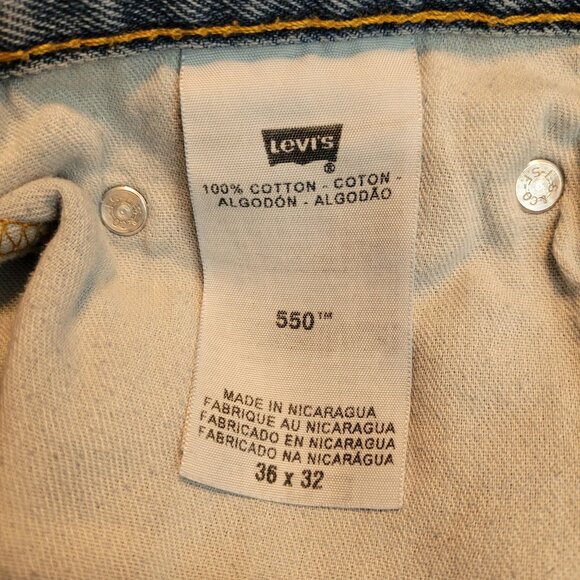 Levi's
®
100% COTTON - COTON -
ALGODÓN - ALGODÃO
550™
MADE IN NICARAGUA
FABRIQUE AU NICARAGUA
FABRICADO EN NICARAGUA
FABRICADO NA NICARÁGUA
36 x 32